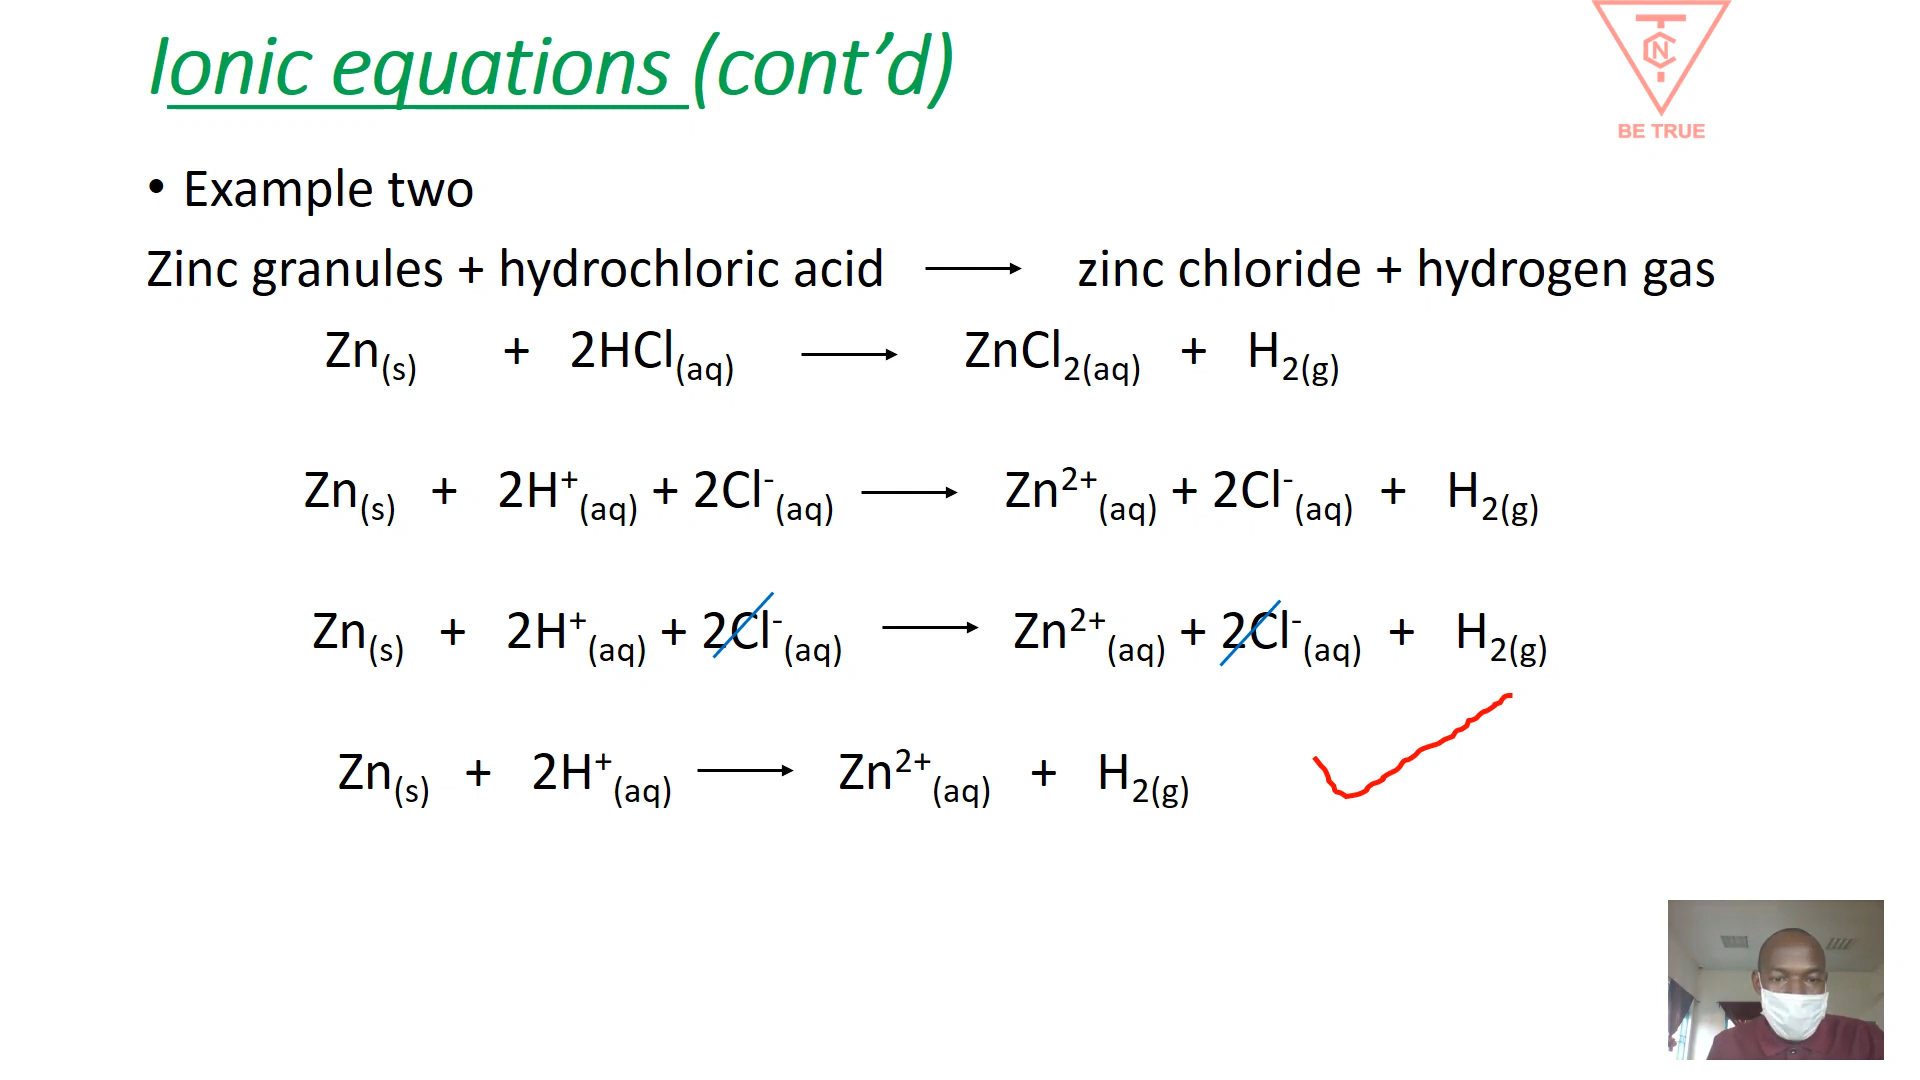 Ionic equations (cont’d)
T
N
C
I
BE TRUE
• Example two
Zinc granules + hydrochloric acid ⟶ zinc chloride + hydrogen gas
Zn(s) + 2HCl(aq) ⟶ ZnCl2(aq) + H2(g)
Zn(s) + 2H+(aq) + 2Cl-(aq) ⟶ Zn2+(aq) + 2Cl-(aq) + H2(g)
Zn(s) + 2H+(aq) + 2Cl-(aq) ⟶ Zn2+(aq) + 2Cl-(aq) + H2(g)
Zn(s) + 2H+(aq) ⟶ Zn2+(aq) + H2(g)